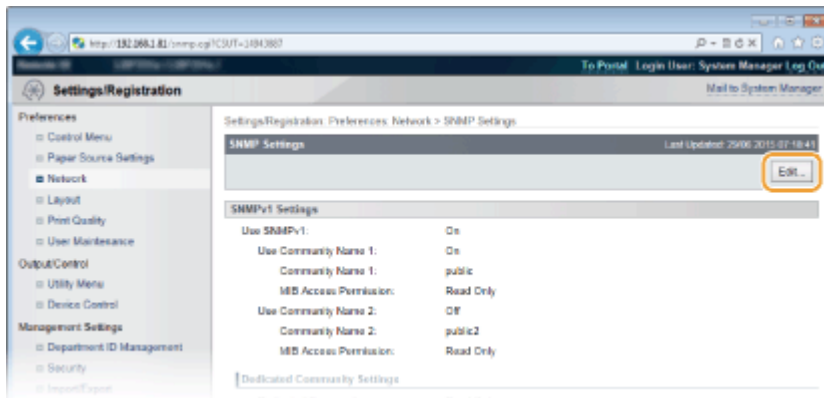 http://192.168.1.81/snmp.cgi?CSUT=
To Portal Login User: System Manager Log Ou
Settings/Registration
Mail to System Manager
Preferences
Control Menu
Paper Source Settings
Network
Layout
Print Quality
User Maintenance
Output/Control
Utility Menu
Device Control
Management Settings
Department ID Management
Security
Import/Export
Settings/Registration: Preferences: Network > SNMP Settings
SNMP Settings
Last Updated: 29/06 2015 07:18:41
Edit...
SNMPv1 Settings
Use SNMPv1: On
Use Community Name 1: On
Community Name 1: public
MIB Access Permission: Read Only
Use Community Name 2: Off
Community Name 2: public2
MIB Access Permission: Read Only
Dedicated Community Settings